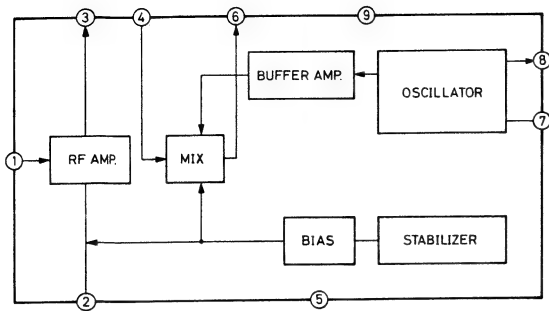 3 4 6 9
8
BUFFER AMP.
OSCILLATOR
7
1
RF AMP.
MIX
BIAS
STABILIZER
2 5